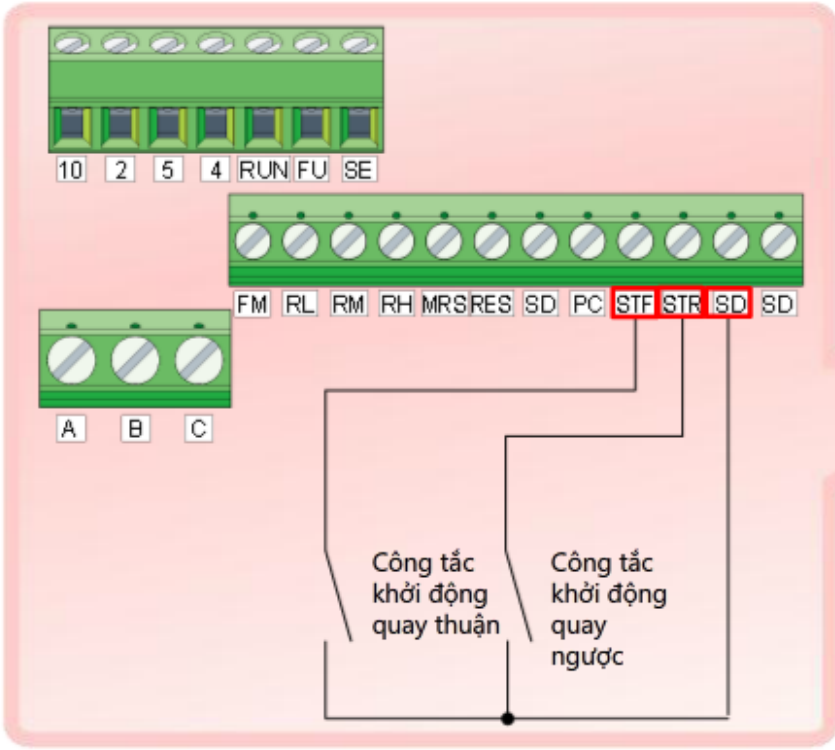 10 2 5 4 RUN FU SE
FM RL RM RH MRS RES SD PC STF STR SD SD
A B C
Công tắc
khởi động
quay thuận
Công tắc
khởi động
quay
ngược